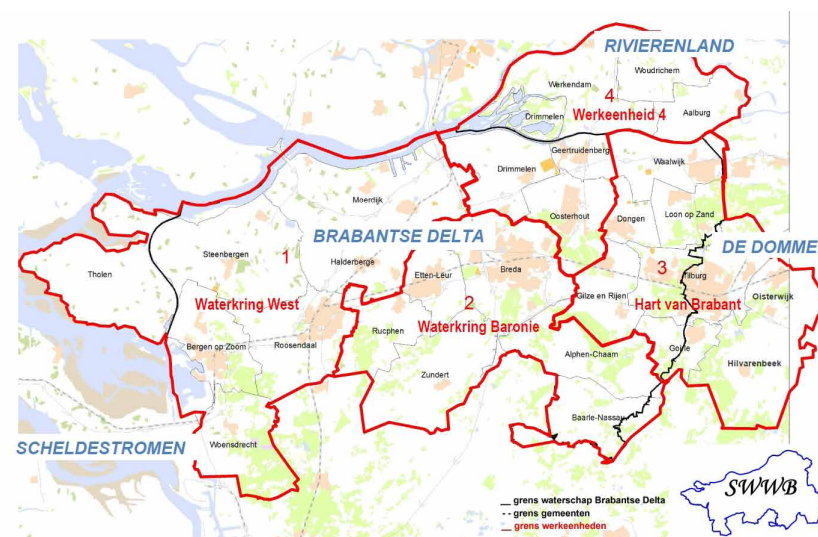 RIVIERENLAND
Woudrichem
Werkendam
4
Drimmelen
Werkeenheid 4
Aalburg
Geertruidenberg
Waalwijk
Drimmelen
Moerdijk
Oosterhout
Dongen
Loon op Zand
BRABANTSE DELTA
DE DOMME
Steenbergen
1
Halderberge
Tholen
Etten-Leur
Breda
3
Tilburg
Oisterwijk
Waterkring West
2
Gilze en Rijen
Hart van Brabant
Rucphen
Waterkring Baronie
Bergen op Zoom
Roosendaal
Alphen-Chaam
Goirle
Hilvarenbeek
Zundert
Baarle-Nassau
SCHELDESTROMEN
Woensdrecht
SWWB
grens waterschap Brabantse Delta
grens gemeenten
grens werkeenheden